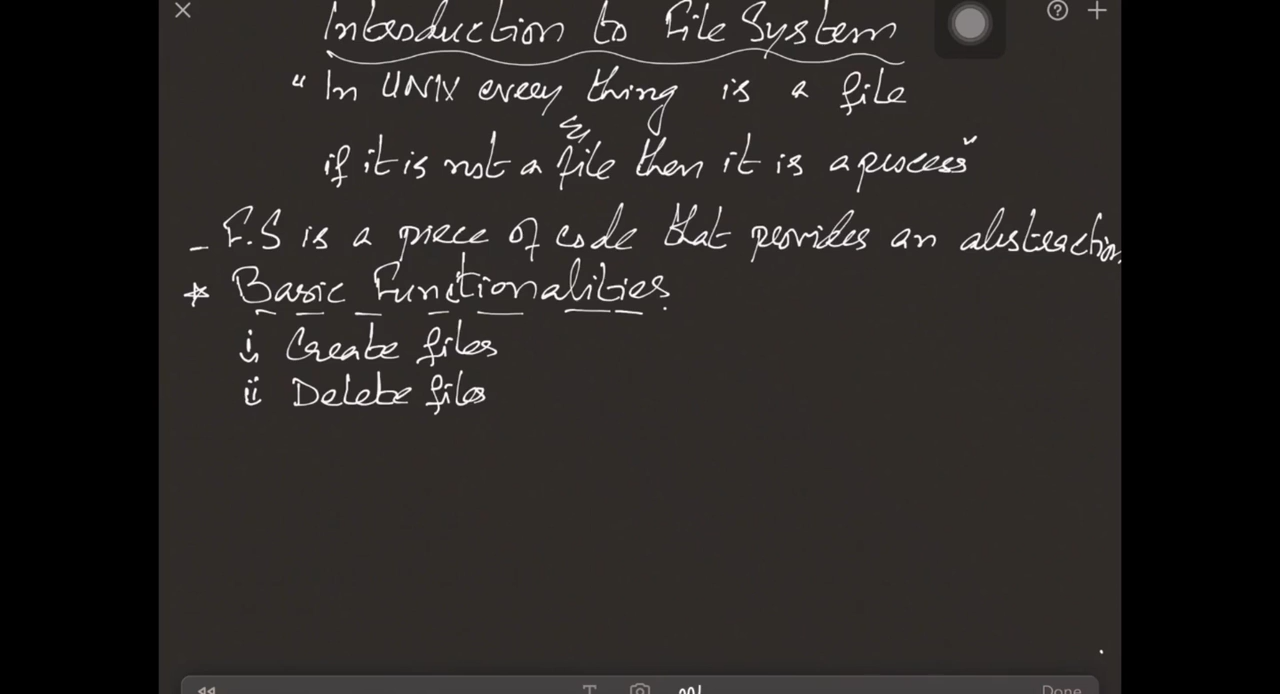 Introduction to File System
"In UNIX every thing is a file
if it is not a file then it is a process"
- F.S is a piece of code that provides an abstraction
* Basic Functionalities.
i Create files
ii Delete files
T
Done